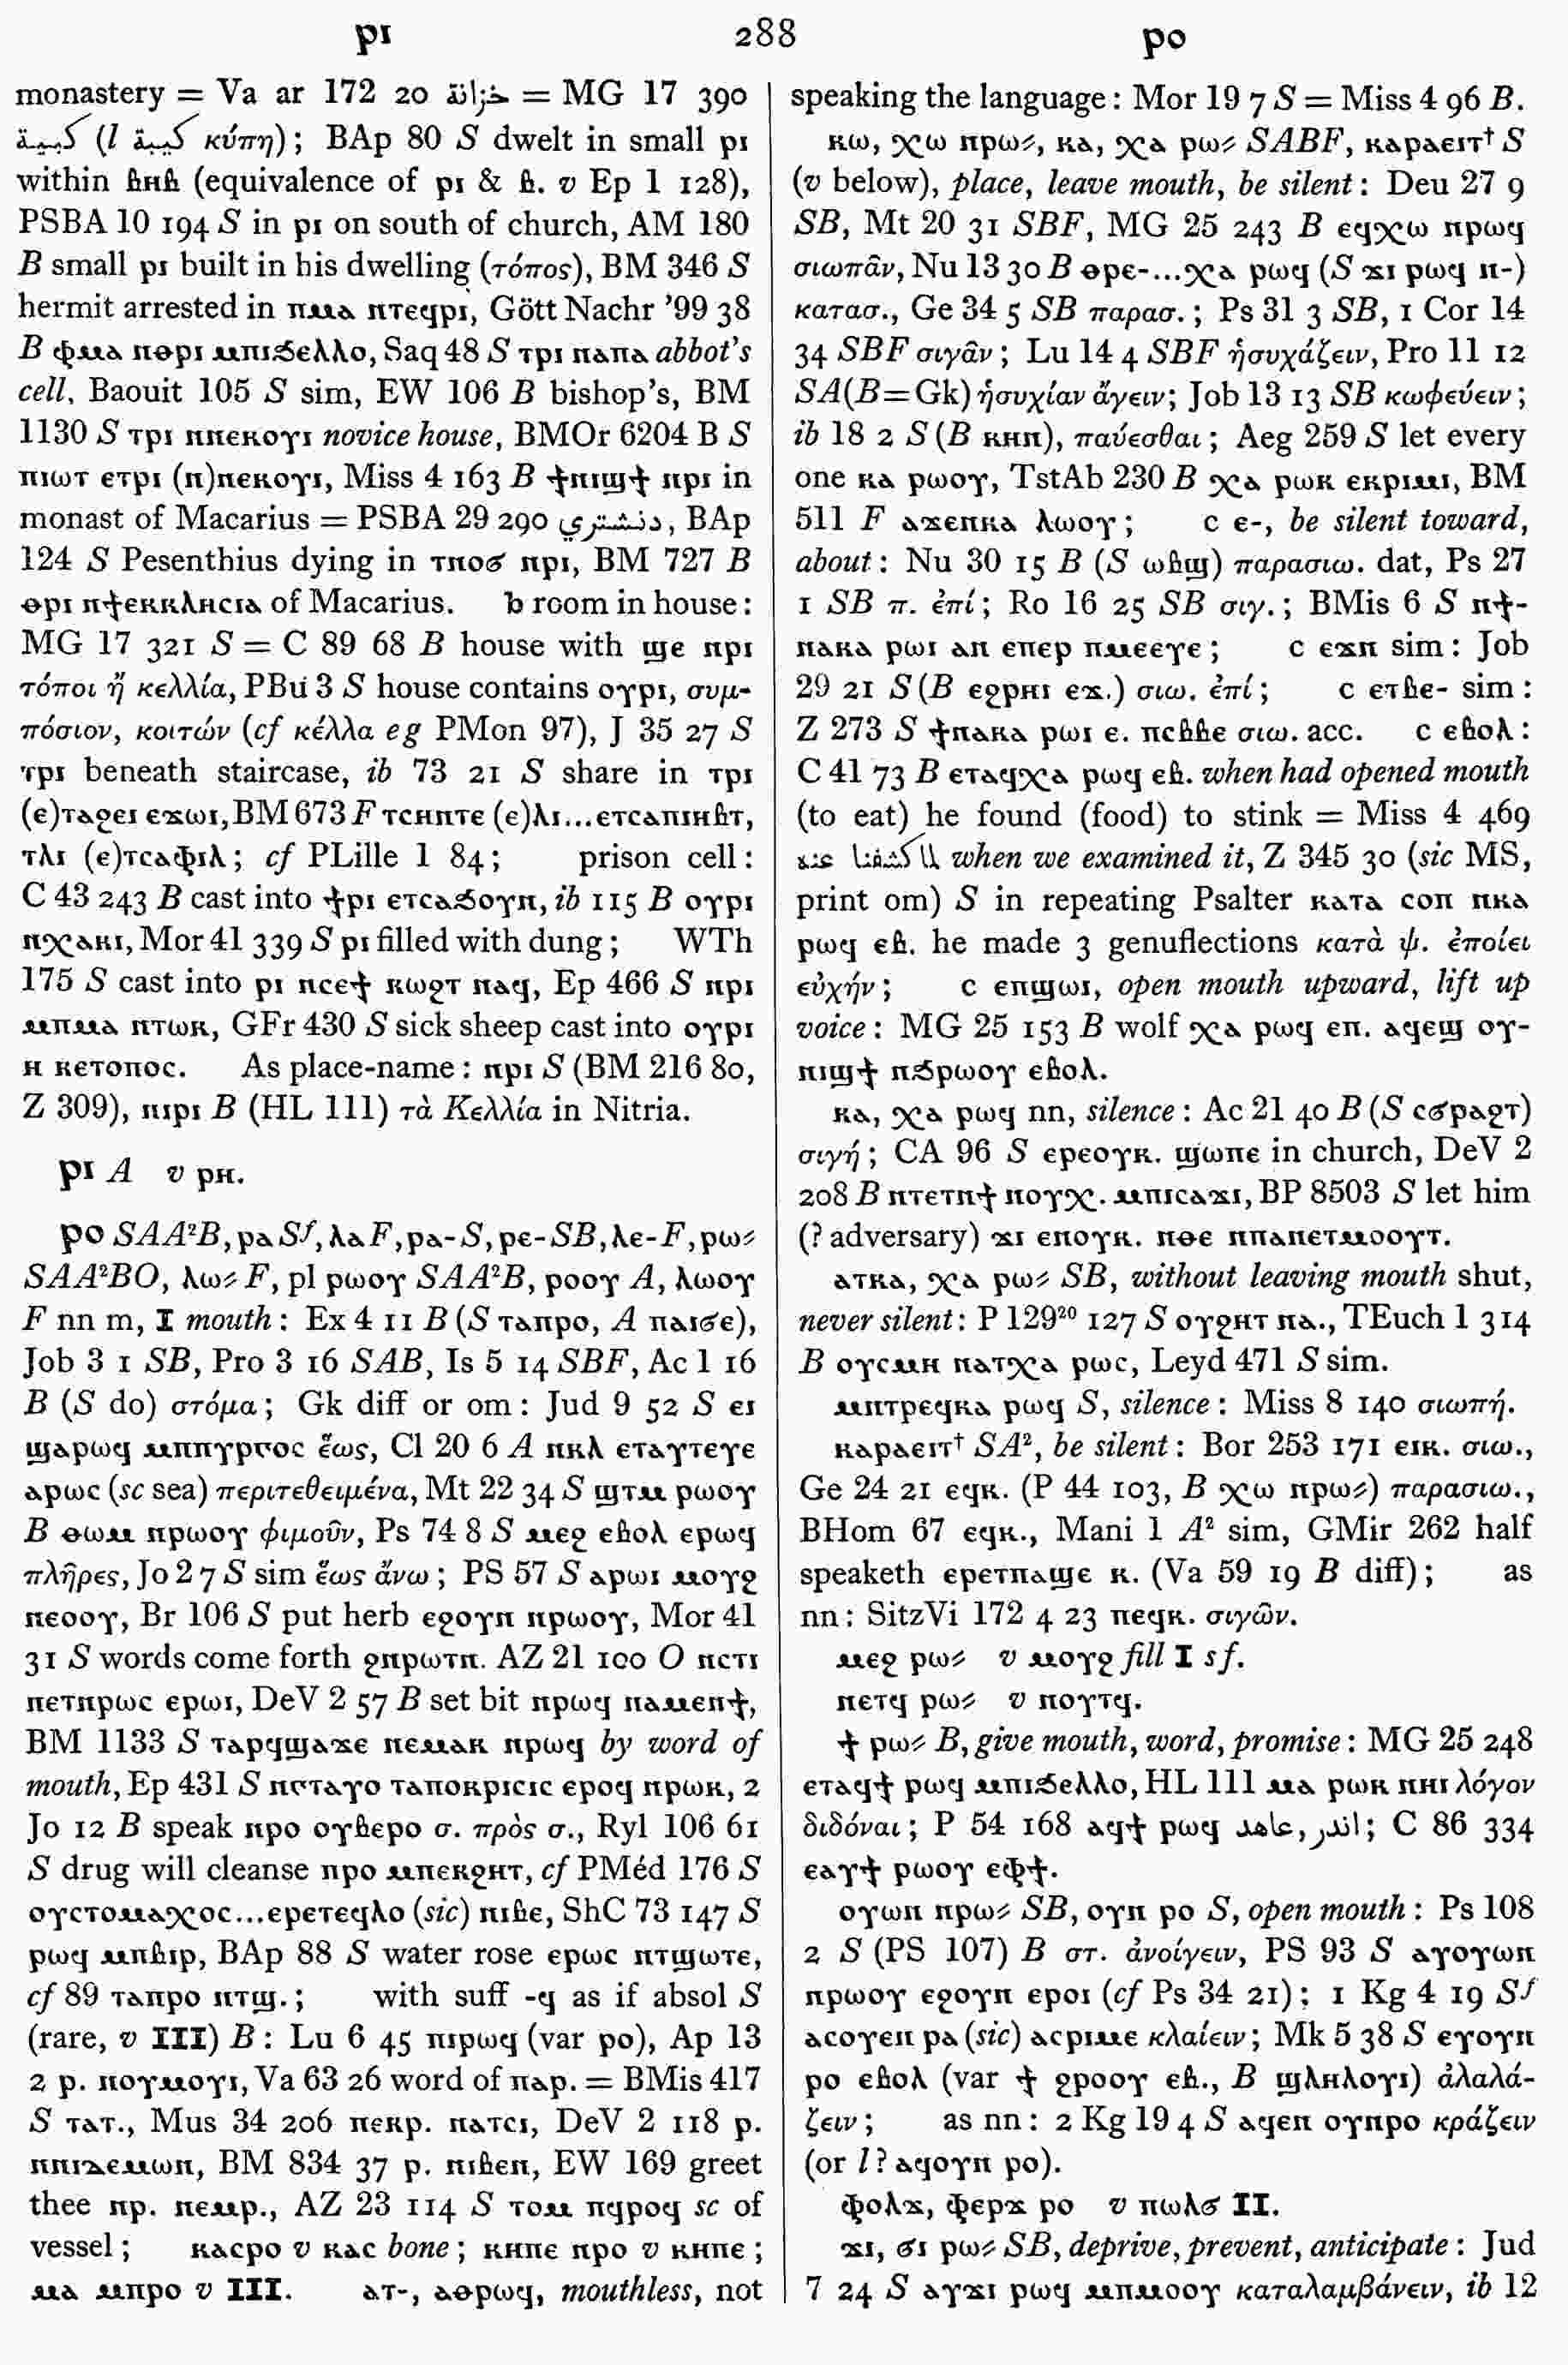 ⲣⲓ 288 ⲣⲟ
monastery = Va ar 172 20 خزانة = MG 17 390
(l κύπη); BAp 80 S dwelt in small ⲣⲓ
within ⲃⲏⲃ (equivalence of ⲣⲓ & ⲃ. v Ep 1 128),
PSBA 10 194 S in ⲣⲓ on south of church, AM 180
B small ⲣⲓ built in his dwelling (τόπος), BM 346 S
hermit arrested in ⲡⲙⲁ ⲛⲧⲉϥⲣⲓ, Gött Nachr ’99 38
B ⲫⲙⲁ ⲛⲑⲣⲓ ⲙⲡⲓϧⲉⲗⲗⲟ, Saq 48 S ⲧⲣⲓ ⲛⲁⲡⲁ abbot’s
cell, Baouit 105 S sim, EW 106 B bishop’s, BM
1130 S ⲧⲣⲓ ⲛⲛⲉⲕⲟⲩⲓ novice house, BMOr 6204 B S
ⲡⲓⲱⲧ ⲉⲧⲣⲓ (ⲛ)ⲛⲉⲕⲟⲩⲓ, Miss 4 163 B ϯⲛⲓϣϯ ⲛⲣⲓ in
monast of Macarius = PSBA 29 290 دنشتري, BAp
124 S Pesenthius dying in ⲧⲛⲟϭ ⲛⲣⲓ, BM 727 B
ⲑⲣⲓ ⲛϯⲉⲕⲕⲗⲏⲥⲓⲁ of Macarius. b room in house:
MG 17 321 S = C 89 68 B house with ϣⲉ ⲛⲣⲓ
τόποι ἢ κελλία, PBu 3 S house contains ⲟⲩⲣⲓ, συμ-
πόσιον, κοιτών (cf κέλλα eg PMon 97), J 35 27 S
ⲧⲣⲓ beneath staircase, ib 73 21 S share in ⲧⲣⲓ
(ⲉ)ⲧⲁϩⲉⲓ ⲉϫⲱⲓ, BM 673 F ⲧⲥⲏⲛⲧⲉ (ⲉ)ⲗⲓ...ⲉⲧⲥⲁⲡⲓⲏⲃⲧ,
ⲧⲗⲓ (ⲉ)ⲧⲥⲁⲫⲓⲗ; cf PLille 1 84; prison cell:
C 43 243 B cast into ϯⲣⲓ ⲉⲧⲥⲁϧⲟⲩⲛ, ib 115 B ⲟⲩⲣⲓ
ⲛⲭⲁⲕⲓ, Mor 41 339 S ⲣⲓ filled with dung; WTh
175 S cast into ⲣⲓ ⲛⲥⲉϯ ⲕⲱϩⲧ ⲛⲁϥ, Ep 466 S ⲛⲣⲓ
ⲙⲡⲙⲁ ⲛⲧⲱⲕ, GFr 430 S sick sheep cast into ⲟⲩⲣⲓ
ⲏ ⲕⲉⲧⲟⲡⲟⲥ. As place-name: ⲛⲣⲓ S (BM 216 80,
Z 309), ⲛⲓⲣⲓ B (HL 111) τὰ Κελλία in Nitria.
ⲣⲓ A v ⲣⲏ.
ⲣⲟ SAA²B, ⲣⲁ Sᶠ, ⲗⲁ F, ⲣⲁ- S, ⲣⲉ- SB, ⲗⲉ- F, ⲣⲱ⸗
SAA²BO, ⲗⲱ⸗ F, pl ⲣⲱⲟⲩ SAA²B, ⲣⲟⲟⲩ A, ⲗⲱⲟⲩ
F nn m, I mouth: Ex 4 11 B (S ⲧⲁⲡⲣⲟ, A ⲡⲁⲓϭⲉ),
Job 3 1 SB, Pro 3 16 SAB, Is 5 14 SBF, Ac 1 16
B (S do) στόμα; Gk diff or om: Jud 9 52 S ⲉⲓ
ϣⲁⲣⲱϥ ⲙⲡⲡⲩⲣⲅⲟⲥ ἕως, Cl 20 6 A ⲛⲕⲗ ⲉⲧⲁⲩⲧⲉⲩⲉ
ⲁⲣⲱⲥ (sc sea) περιτεθειμένα, Mt 22 34 S ϣⲧⲙ ⲣⲱⲟⲩ
B ⲑⲱⲙ ⲛⲣⲱⲟⲩ φιμοῦν, Ps 74 8 S ⲙⲉϩ ⲉⲃⲟⲗ ⲉⲣⲱϥ
πλῆρες, Jo 2 7 S sim ἕως ἄνω; PS 57 S ⲁⲣⲱⲓ ⲙⲟⲩϩ
ⲛⲉⲟⲟⲩ, Br 106 S put herb ⲉϩⲟⲩⲛ ⲛⲣⲱⲟⲩ, Mor 41
31 S words come forth ϩⲛⲣⲱⲧⲛ. AZ 21 100 O ⲛⲥⲧⲓ
ⲡⲉⲧⲛⲣⲱⲥ ⲉⲣⲱⲓ, DeV 2 57 B set bit ⲛⲣⲱϥ ⲛⲁⲙⲉⲛϯ,
BM 1133 S ⲧⲁⲣϥϣⲁϫⲉ ⲛⲉⲙⲁⲕ ⲛⲣⲱϥ by word of
mouth, Ep 431 S ⲛⲅⲧⲁⲩⲟ ⲧⲁⲡⲟⲕⲣⲓⲥⲓⲥ ⲉⲣⲟϥ ⲛⲣⲱⲕ, 2
Jo 12 B speak ⲛⲣⲟ ⲟⲩⲃⲉⲣⲟ σ. πρὸς σ., Ryl 106 61
S drug will cleanse ⲛⲣⲟ ⲙⲡⲉⲕϩⲏⲧ, cf PMéd 176 S
ⲟⲩⲥⲧⲟⲙⲁⲭⲟⲥ...ⲉⲣⲉⲧⲉϥⲗⲟ (sic) ⲛⲓⲃⲉ, ShC 73 147 S
ⲣⲱϥ ⲙⲡⲃⲓⲣ, BAp 88 S water rose ⲉⲣⲱⲥ ⲛⲧϣⲱⲧⲉ,
cf 89 ⲧⲁⲡⲣⲟ ⲛⲧϣ.; with suff -ϥ as if absol S
(rare, v III) B: Lu 6 45 ⲡⲓⲣⲱϥ (var ⲣⲟ), Ap 13
2 ⲣ. ⲛⲟⲩⲙⲟⲩⲓ, Va 63 26 word of ⲡⲁⲣ. = BMis 417
S ⲧⲁⲧ., Mus 34 206 ⲡⲉⲕⲣ. ⲛⲁⲧⲥⲓ, DeV 2 118 ⲣ.
ⲛⲛⲓϫⲉⲙⲱⲛ, BM 834 37 ⲣ. ⲛⲓⲃⲉⲛ, EW 169 greet
thee ⲛⲣ. ⲛⲉⲙⲣ., AZ 23 114 S ⲧⲟⲙ ⲡϥⲣⲟϥ sc of
vessel; ⲕⲁⲥⲣⲟ v ⲕⲁⲥ bone; ⲕⲏⲡⲉ ⲛⲣⲟ v ⲕⲏⲡⲉ;
ⲙⲁ ⲙⲡⲣⲟ v III. ⲁⲧ-, ⲁⲑⲣⲱϥ, mouthless, not
speaking the language: Mor 19 7 S = Miss 4 96 B.
ⲕⲱ, ⲭⲱ ⲛⲣⲱ⸗, ⲕⲁ, ⲭⲁ ⲣⲱ⸗ SABF, ⲕⲁⲣⲁⲉⲓⲧ† S
(v below), place, leave mouth, be silent: Deu 27 9
SB, Mt 20 31 SBF, MG 25 243 B ⲉϥⲭⲱ ⲛⲣⲱϥ
σιωπᾶν, Nu 13 30 B ⲑⲣⲉ-...ⲭⲁ ⲣⲱϥ (S ϫⲓ ⲣⲱϥ ⲛ-)
κατασ., Ge 34 5 SB παρασ.; Ps 31 3 SB, 1 Cor 14
34 SBF σιγᾶν; Lu 14 4 SBF ἡσυχάζειν, Pro 11 12
SA(B=Gk) ἡσυχίαν ἄγειν; Job 13 13 SB κωφεύειν;
ib 18 2 S (B ⲕⲏⲛ), παύεσθαι; Aeg 259 S let every
one ⲕⲁ ⲣⲱⲟⲩ, TstAb 230 B ⲭⲁ ⲣⲱⲕ ⲉⲕⲣⲓⲙⲓ, BM
511 F ⲁϫⲉⲛⲕⲁ ⲗⲱⲟⲩ; c ⲉ-, be silent toward,
about: Nu 30 15 B (S ⲱⲃϣ) παρασιω. dat, Ps 27
1 SB π. ἐπί; Ro 16 25 SB σιγ.; BMis 6 S ⲛϯ-
ⲛⲁⲕⲁ ⲣⲱⲓ ⲁⲛ ⲉⲡⲉⲣ ⲡⲙⲉⲉⲩⲉ; c ⲉϫⲛ sim: Job
29 21 S (B ⲉϩⲣⲏⲓ ⲉϫ.) σιω. ἐπί; c ⲉⲧⲃⲉ- sim:
Z 273 S ϯⲛⲁⲕⲁ ⲣⲱⲓ ⲉ. ⲡⲥⲃⲃⲉ σιω. acc. c ⲉⲃⲟⲗ:
C 41 73 B ⲉⲧⲁϥⲭⲁ ⲣⲱϥ ⲉⲃ. when had opened mouth
(to eat) he found (food) to stink = Miss 4 469
when we examined it, Z 345 30 (sic MS,
print om) S in repeating Psalter ⲕⲁⲧⲁ ⲥⲟⲡ ⲛⲕⲁ
ⲣⲱϥ ⲉⲃ. he made 3 genuflections κατὰ ψ. ἐποίει
εὐχήν; c ⲉⲡϣⲱⲓ, open mouth upward, lift up
voice: MG 25 153 B wolf ⲭⲁ ⲣⲱϥ ⲉⲡ. ⲁϥⲉϣ ⲟⲩ-
ⲛⲓϣϯ ⲛϧⲣⲱⲟⲩ ⲉⲃⲟⲗ.
ⲕⲁ, ⲭⲁ ⲣⲱϥ nn, silence: Ac 21 40 B (S ⲥϭⲣⲁϩⲧ)
σιγή; CA 96 S ⲉⲣⲉⲟⲩⲕ. ϣⲱⲡⲉ in church, DeV 2
208 B ⲛⲧⲉⲧⲛϯ ⲛⲟⲩⲭ. ⲙⲡⲓⲥⲁϫⲓ, BP 8503 S let him
(? adversary) ϫⲓ ⲉⲡⲟⲩⲕ. ⲛⲑⲉ ⲛⲛⲁⲡⲉⲧⲙⲟⲟⲩⲧ.
ⲁⲧⲕⲁ, ⲭⲁ ⲣⲱ⸗ SB, without leaving mouth shut,
never silent: P 129²⁰ 127 S ⲟⲩϩⲏⲧ ⲛⲁ., TEuch 1 314
B ⲟⲩⲥⲙⲏ ⲛⲁⲧⲭⲁ ⲣⲱⲥ, Leyd 471 S sim.
ⲙⲛⲧⲣⲉϥⲕⲁ ⲣⲱϥ S, silence: Miss 8 140 σιωπή.
ⲕⲁⲣⲁⲉⲓⲧ† SA², be silent: Bor 253 171 ⲉⲓⲕ. σιω.,
Ge 24 21 ⲉϥⲕ. (P 44 103, B ⲭⲱ ⲛⲣⲱ⸗) παρασιω.,
BHom 67 ⲉϥⲕ., Mani 1 A² sim, GMir 262 half
speaketh ⲉⲣⲉⲧⲡⲁϣⲉ ⲕ. (Va 59 19 B diff); as
nn: SitzVi 172 4 23 ⲡⲉϥⲕ. σιγῶν.
ⲙⲉϩ ⲣⲱ⸗ v ⲙⲟⲩϩ fill I sf.
ⲛⲉⲧϥ ⲣⲱ⸗ v ⲛⲟⲩⲧϥ.
ϯ ⲣⲱ⸗ B, give mouth, word, promise: MG 25 248
ⲉⲧⲁϥϯ ⲣⲱϥ ⲙⲡⲓϧⲉⲗⲗⲟ, HL 111 ⲙⲁ ⲣⲱⲕ ⲛⲏⲓ λόγον
διδόναι; P 54 168 ⲁϥϯ ⲣⲱϥ عاهد, انذر; C 86 334
ⲉⲁⲩϯ ⲣⲱⲟⲩ ⲉⲫϯ.
ⲟⲩⲱⲛ ⲛⲣⲱ⸗ SB, ⲟⲩⲛ ⲣⲟ S, open mouth: Ps 108
2 S (PS 107) B στ. ἀνοίγειν, PS 93 S ⲁⲩⲟⲩⲱⲛ
ⲛⲣⲱⲟⲩ ⲉϩⲟⲩⲛ ⲉⲣⲟⲓ (cf Ps 34 21); 1 Kg 4 19 Sᶠ
ⲁⲥⲟⲩⲉⲛ ⲣⲁ (sic) ⲁⲥⲣⲓⲙⲉ κλαίειν; Mk 5 38 S ⲉⲩⲟⲩⲛ
ⲣⲟ ⲉⲃⲟⲗ (var ϯ ϩⲣⲟⲟⲩ ⲉⲃ., B ϣⲗⲏⲗⲟⲩⲓ) ἀλαλά-
ζειν; as nn: 2 Kg 19 4 S ⲁϥⲉⲛ ⲟⲩⲛⲣⲟ κράζειν
(or l? ⲁϥⲟⲩⲛ ⲣⲟ).
ⲫⲟⲗϫ, ⲫⲉⲣϫ ⲣⲟ v ⲡⲱⲗϭ II.
ϫⲓ, ϭⲓ ⲣⲱ⸗ SB, deprive, prevent, anticipate: Jud
7 24 S ⲁⲩϫⲓ ⲣⲱϥ ⲙⲡⲙⲟⲟⲩ καταλαμβάνειν, ib 12